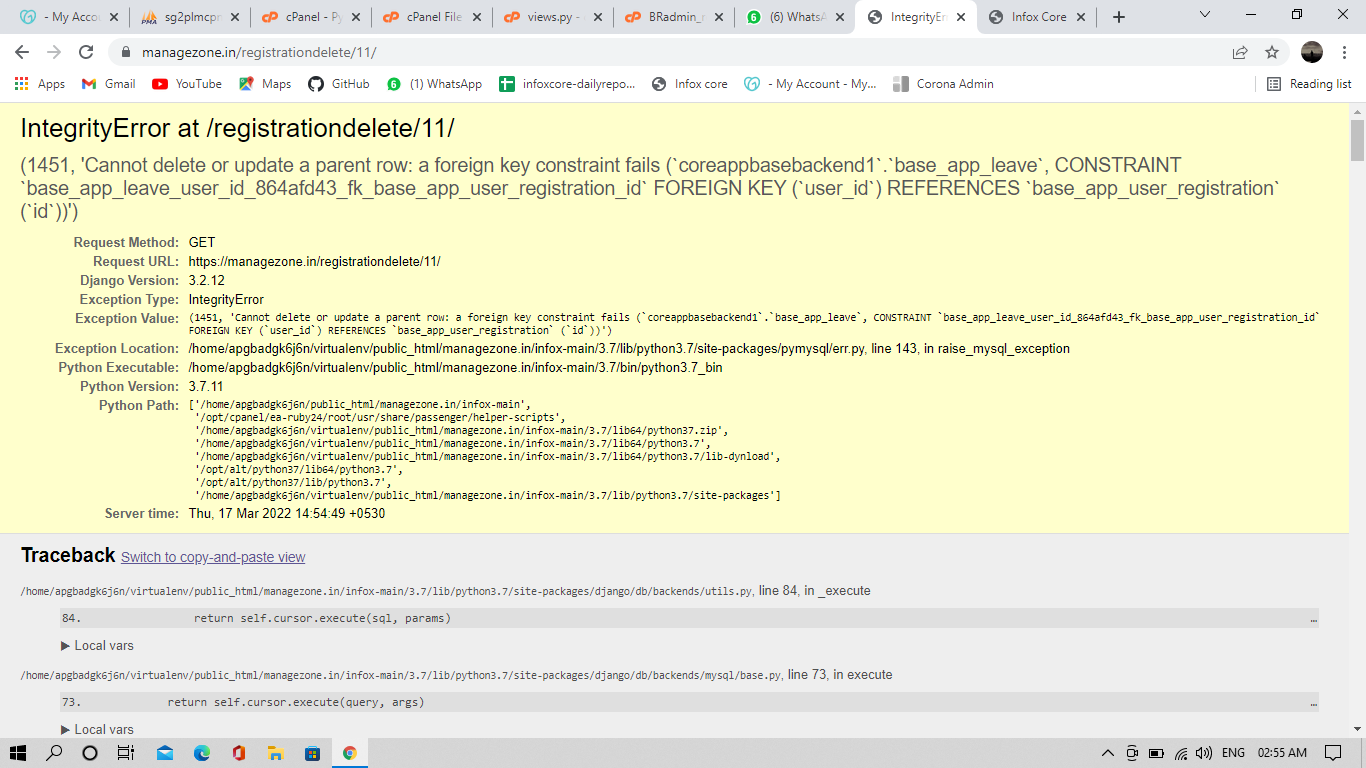 - My Accou
sg2plmcpn
cPanel - Py
cPanel File
views.py -
BRadmin_r
(6) WhatsA
IntegrityErr
Infox Core
managezone.in/registrationdelete/11/
Apps
Gmail
YouTube
Maps
GitHub
(1) WhatsApp
infoxcore-dailyrepo...
Infox core
- My Account - My...
Corona Admin
Reading list
IntegrityError at /registrationdelete/11/
(1451, 'Cannot delete or update a parent row: a foreign key constraint fails (`coreappbasebackend1`.`base_app_leave`, CONSTRAINT
`base_app_leave_user_id_864afd43_fk_base_app_user_registration_id` FOREIGN KEY (`user_id`) REFERENCES `base_app_user_registration`
(`id`))')
Request Method: GET
Request URL: https://managezone.in/registrationdelete/11/
Django Version: 3.2.12
Exception Type: IntegrityError
Exception Value: (1451, 'Cannot delete or update a parent row: a foreign key constraint fails (`coreappbasebackend1`.`base_app_leave`, CONSTRAINT `base_app_leave_user_id_864afd43_fk_base_app_user_registration_id`
FOREIGN KEY (`user_id`) REFERENCES `base_app_user_registration` (`id`))')
Exception Location: /home/apgbadgk6j6n/virtualenv/public_html/managezone.in/infox-main/3.7/lib/python3.7/site-packages/pymysql/err.py, line 143, in raise_mysql_exception
Python Executable: /home/apgbadgk6j6n/virtualenv/public_html/managezone.in/infox-main/3.7/bin/python3.7_bin
Python Version: 3.7.11
Python Path: ['/home/apgbadgk6j6n/public_html/managezone.in/infox-main',
'/opt/cpanel/ea-ruby24/root/usr/share/passenger/helper-scripts',
'/home/apgbadgk6j6n/virtualenv/public_html/managezone.in/infox-main/3.7/lib64/python37.zip',
'/home/apgbadgk6j6n/virtualenv/public_html/managezone.in/infox-main/3.7/lib64/python3.7',
'/home/apgbadgk6j6n/virtualenv/public_html/managezone.in/infox-main/3.7/lib64/python3.7/lib-dynload',
'/opt/alt/python37/lib64/python3.7',
'/opt/alt/python37/lib/python3.7',
'/home/apgbadgk6j6n/virtualenv/public_html/managezone.in/infox-main/3.7/lib/python3.7/site-packages']
Server time: Thu, 17 Mar 2022 14:54:49 +0530
Traceback Switch to copy-and-paste view
/home/apgbadgk6j6n/virtualenv/public_html/managezone.in/infox-main/3.7/lib/python3.7/site-packages/django/db/backends/utils.py, line 84, in _execute
84. return self.cursor.execute(sql, params) …
▶ Local vars
/home/apgbadgk6j6n/virtualenv/public_html/managezone.in/infox-main/3.7/lib/python3.7/site-packages/django/db/backends/mysql/base.py, line 73, in execute
73. return self.cursor.execute(query, args) …
▶ Local vars
ENG
02:55 AM